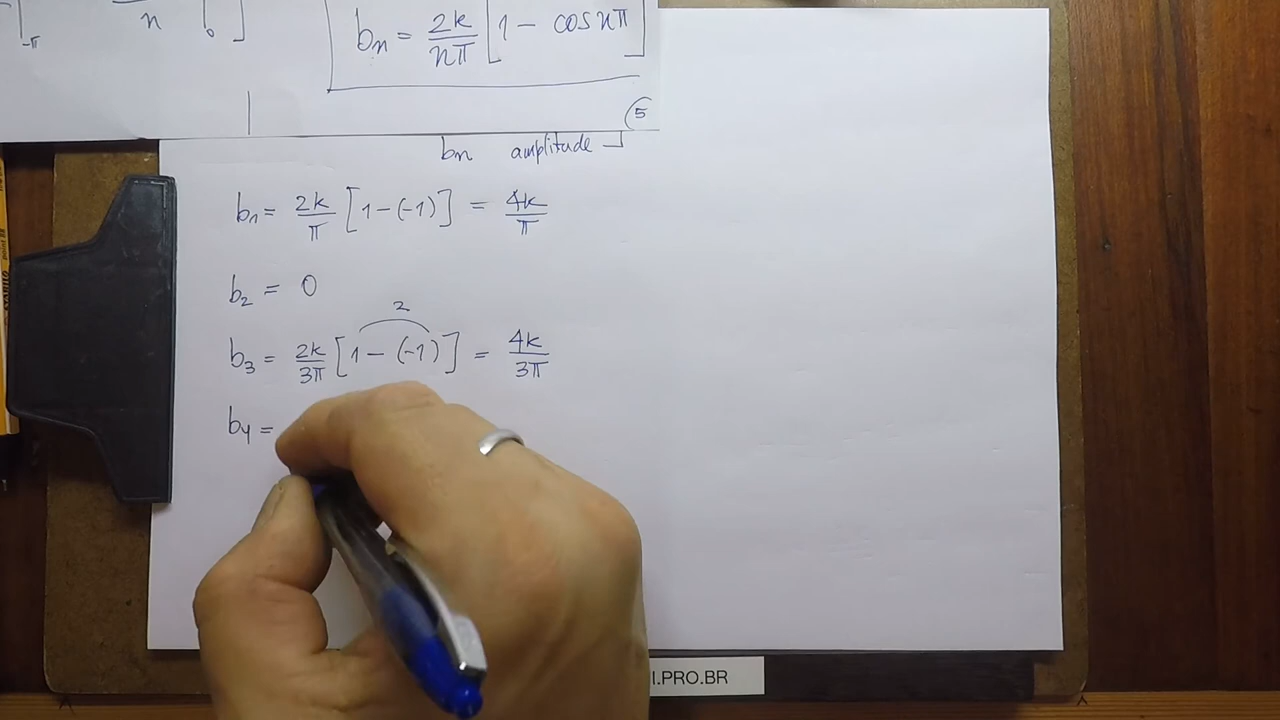 -π n 0 ]
bn = 2k/nπ [1 - cos nπ]
5
bn amplitude
b1 = 2k/π [1-(-1)] = 4k/π
b2 = 0
2
b3 = 2k/3π [1-(-1)] = 4k/3π
b4 =
I.PRO.BR